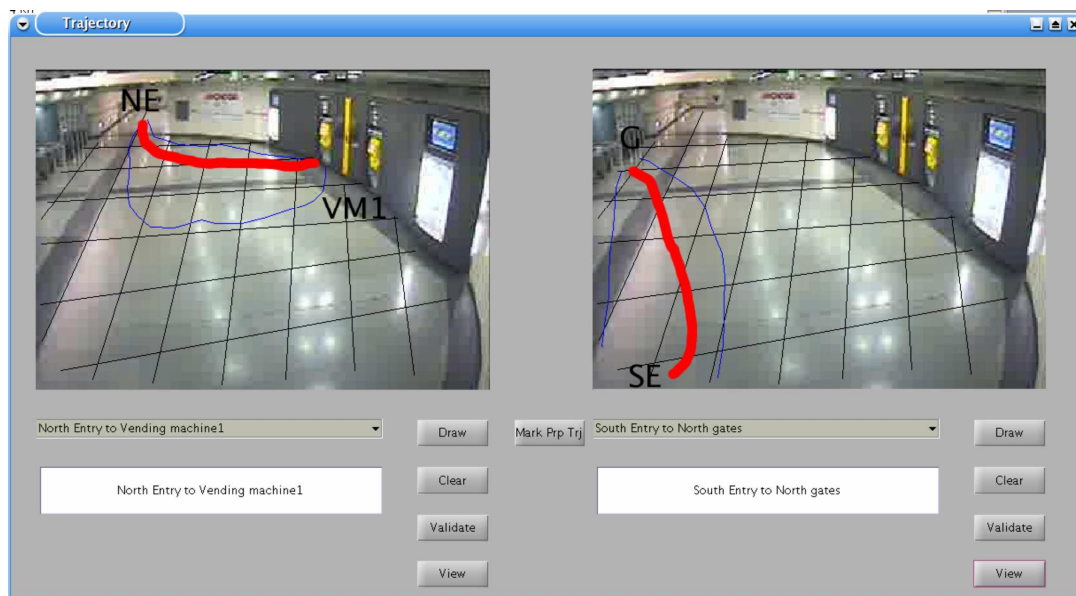 Trajectory
NE
VM1
G
SE
North Entry to Vending machine1
Draw
Mark Prp Trj
South Entry to North gates
Draw
North Entry to Vending machine1
Clear
South Entry to North gates
Clear
Validate
Validate
View
View